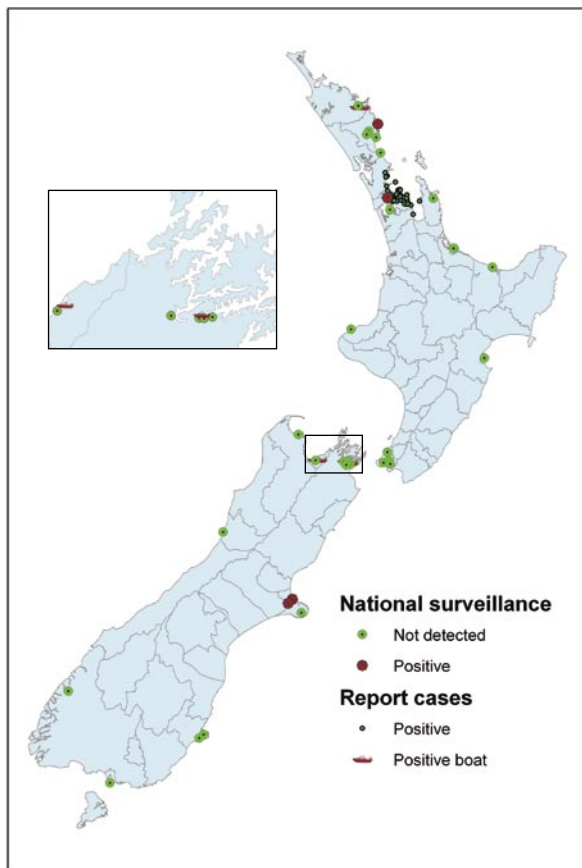 National surveillance
Not detected
Positive
Report cases
Positive
Positive boat